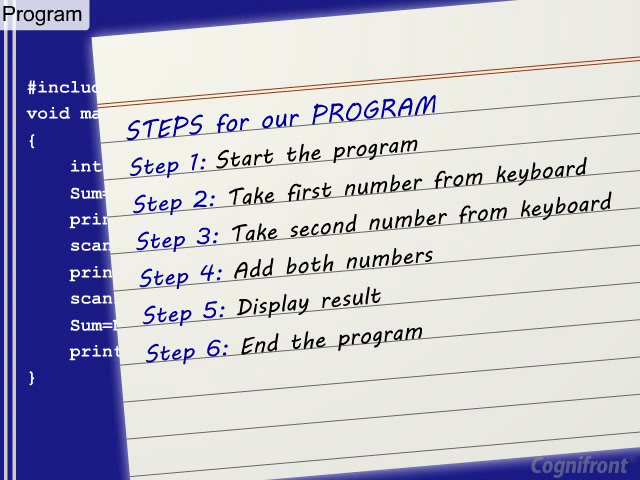 Program
#includ
void ma
{
int
Sum=
prin
scan
prin
scan
Sum=N
print
}
STEPS for our PROGRAM
Step 1: Start the program
Step 2: Take first number from keyboard
Step 3: Take second number from keyboard
Step 4: Add both numbers
Step 5: Display result
Step 6: End the program
Cognifront